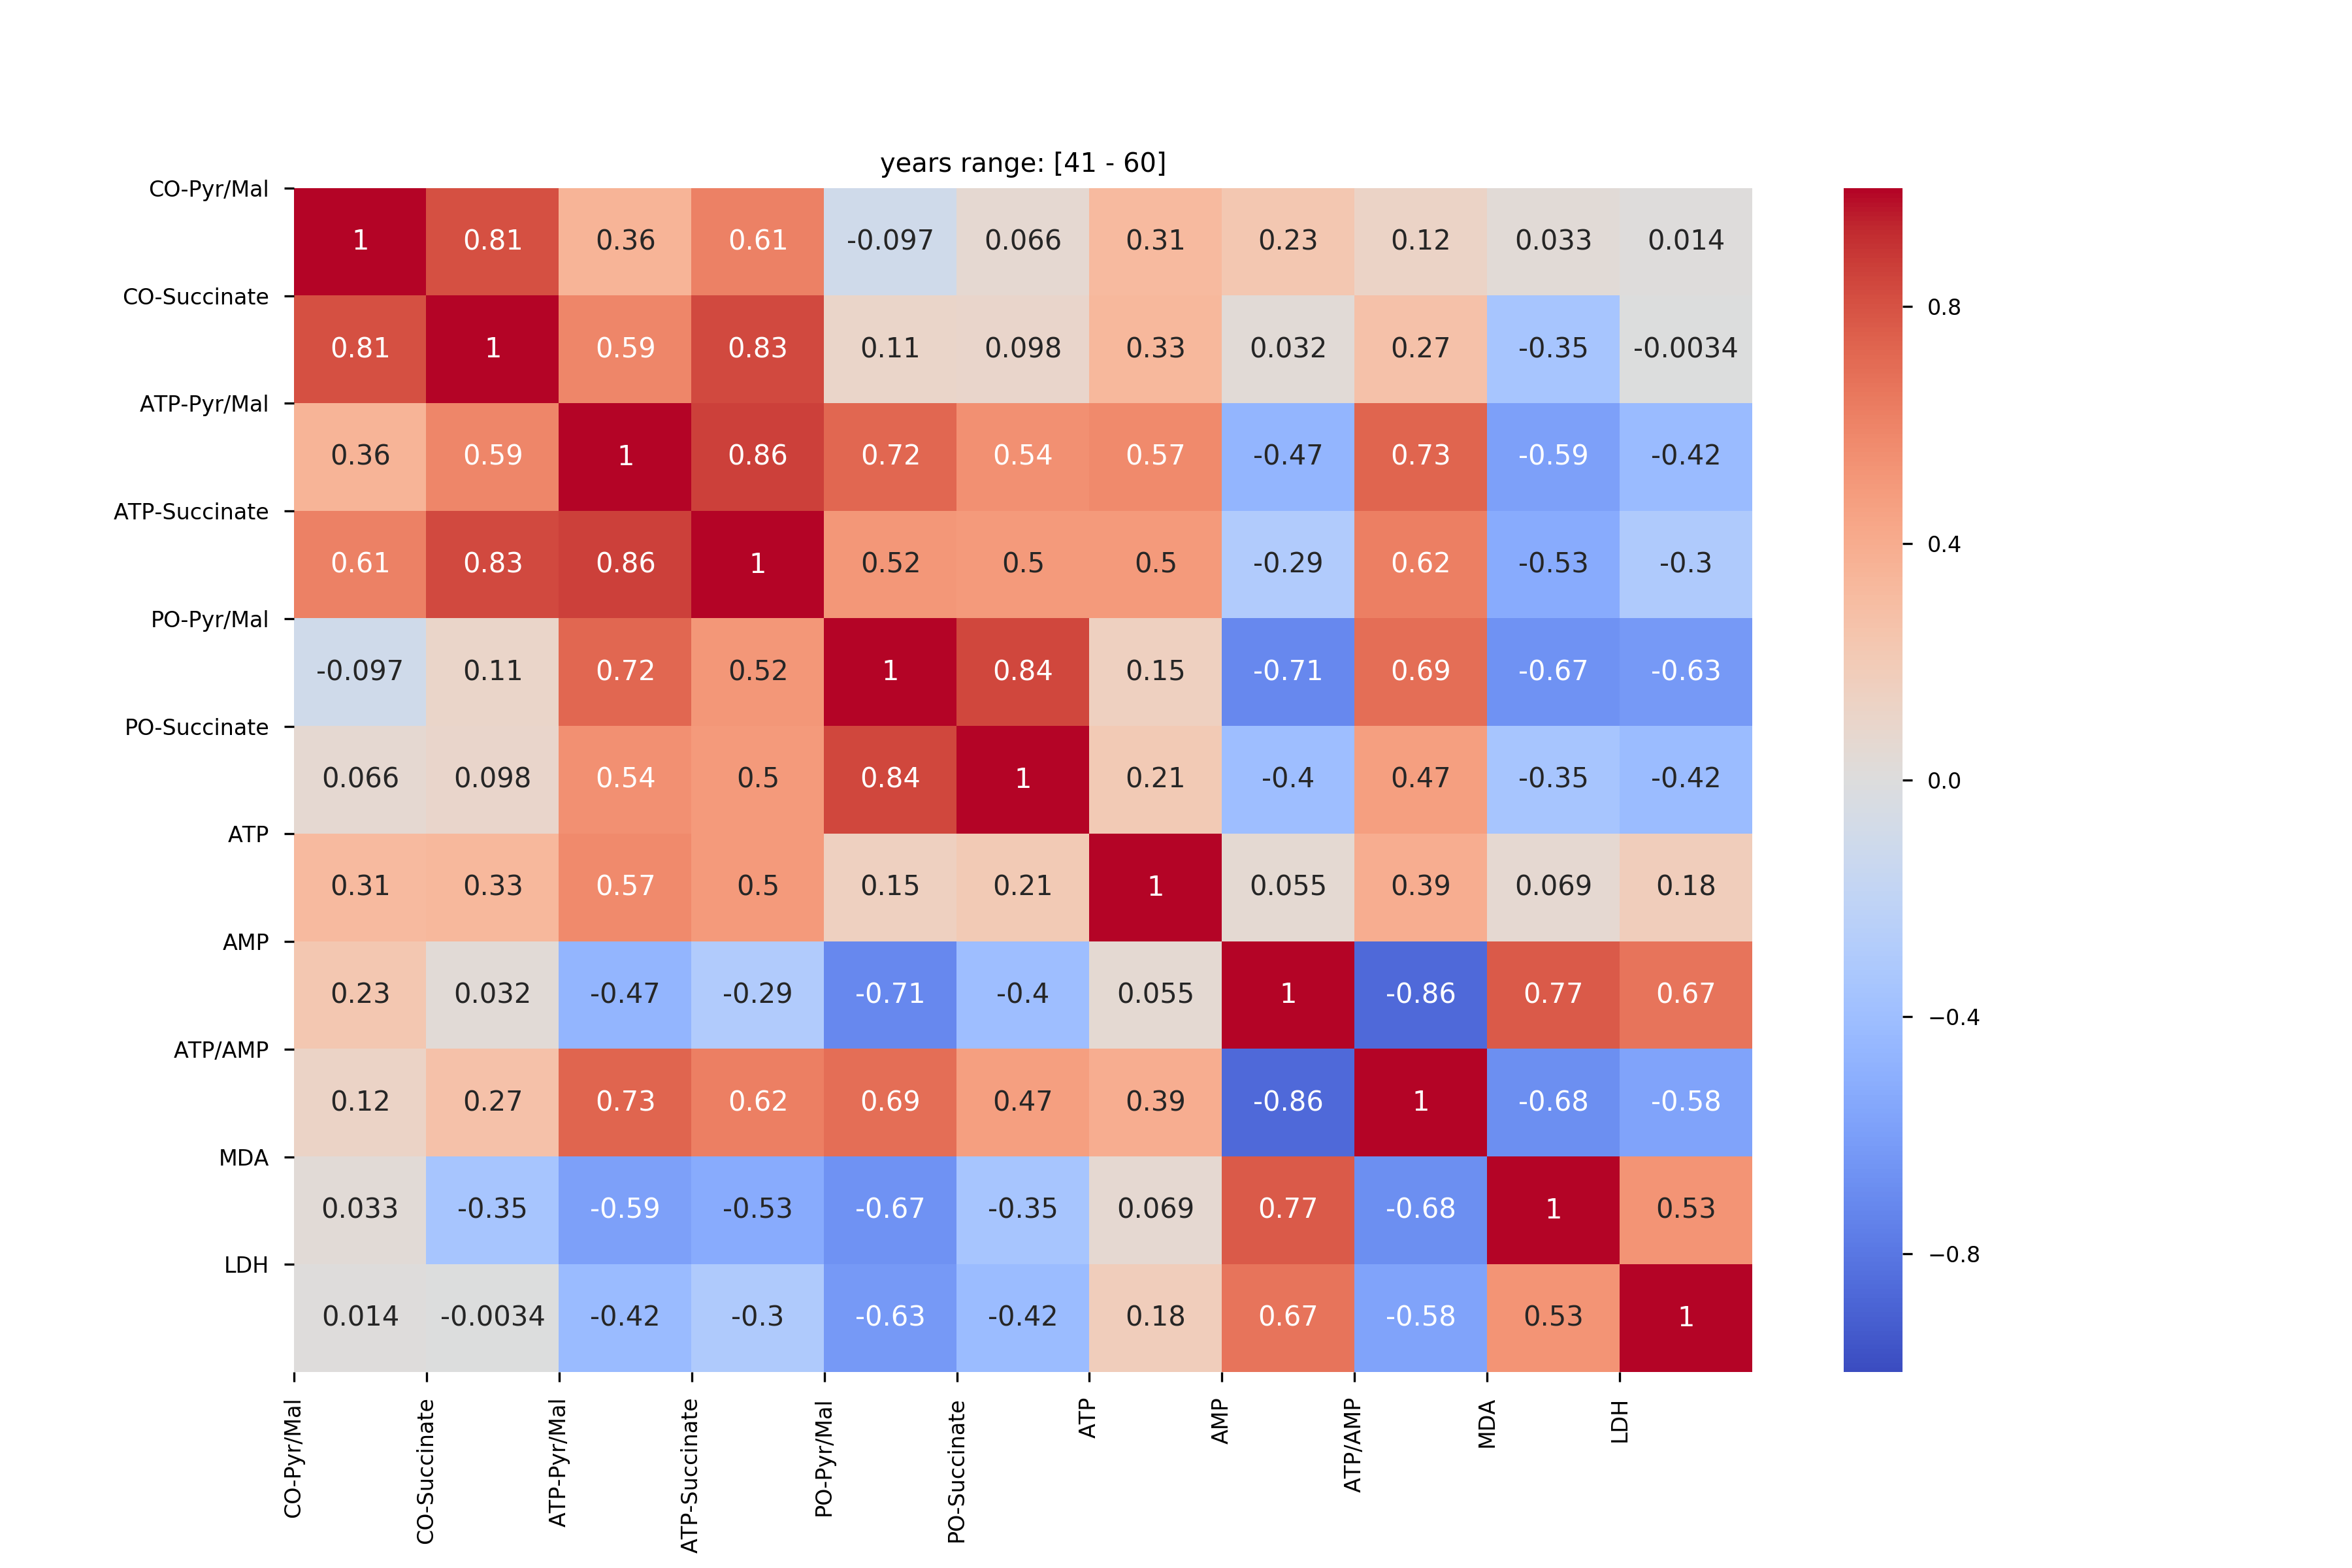 years range: [41 - 60]
CO-Pyr/Mal
1 0.81 0.36 0.61 -0.097 0.066 0.31 0.23 0.12 0.033 0.014
CO-Succinate
0.81 1 0.59 0.83 0.11 0.098 0.33 0.032 0.27 -0.35 -0.0034
ATP-Pyr/Mal
0.36 0.59 1 0.86 0.72 0.54 0.57 -0.47 0.73 -0.59 -0.42
ATP-Succinate
0.61 0.83 0.86 1 0.52 0.5 0.5 -0.29 0.62 -0.53 -0.3
PO-Pyr/Mal
-0.097 0.11 0.72 0.52 1 0.84 0.15 -0.71 0.69 -0.67 -0.63
PO-Succinate
0.066 0.098 0.54 0.5 0.84 1 0.21 -0.4 0.47 -0.35 -0.42
ATP
0.31 0.33 0.57 0.5 0.15 0.21 1 0.055 0.39 0.069 0.18
AMP
0.23 0.032 -0.47 -0.29 -0.71 -0.4 0.055 1 -0.86 0.77 0.67
ATP/AMP
0.12 0.27 0.73 0.62 0.69 0.47 0.39 -0.86 1 -0.68 -0.58
MDA
0.033 -0.35 -0.59 -0.53 -0.67 -0.35 0.069 0.77 -0.68 1 0.53
LDH
0.014 -0.0034 -0.42 -0.3 -0.63 -0.42 0.18 0.67 -0.58 0.53 1
CO-Pyr/Mal
CO-Succinate
ATP-Pyr/Mal
ATP-Succinate
PO-Pyr/Mal
PO-Succinate
ATP
AMP
ATP/AMP
MDA
LDH
0.8
0.4
0.0
−0.4
−0.8